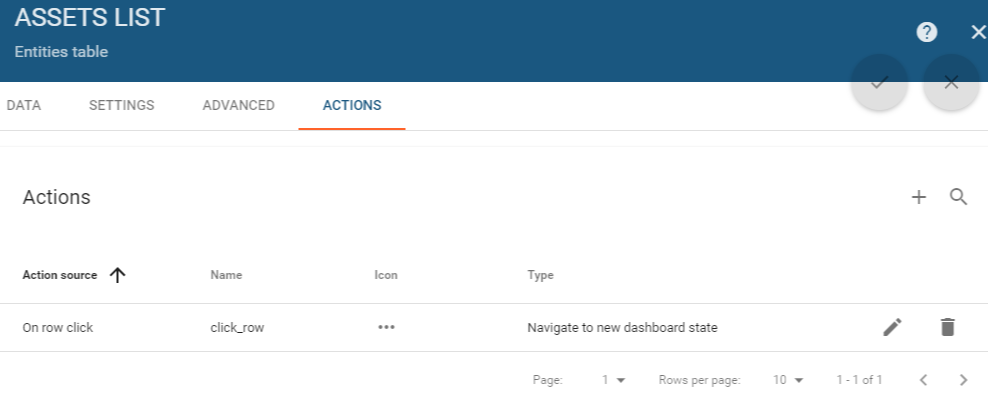 ASSETS LIST
Entities table
?
DATA SETTINGS ADVANCED ACTIONS
Actions
Action source Name Icon Type
On row click click_row Navigate to new dashboard state
Page: 1 Rows per page: 10 1 - 1 of 1